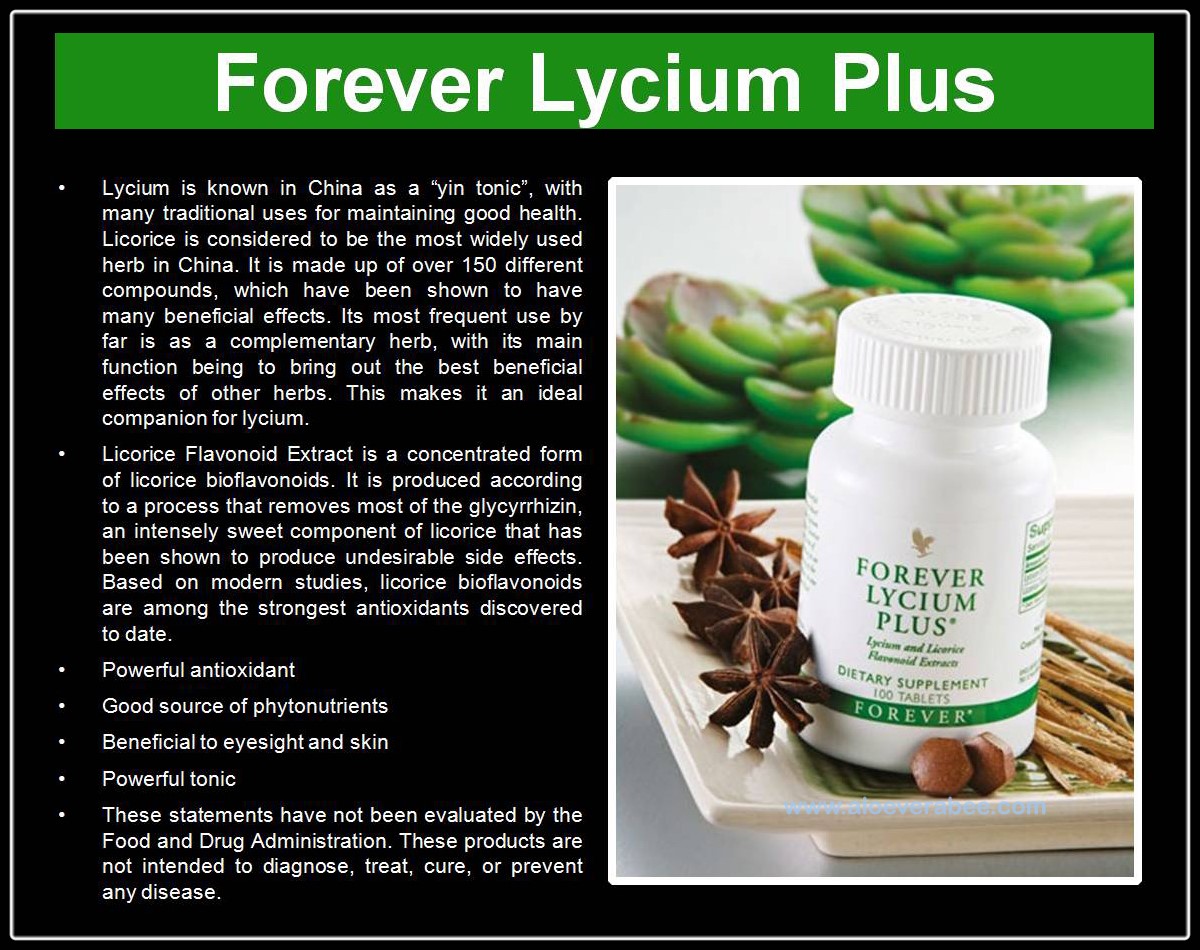 Forever Lycium Plus
• Lycium is known in China as a “yin tonic”, with
many traditional uses for maintaining good health.
Licorice is considered to be the most widely used
herb in China. It is made up of over 150 different
compounds, which have been shown to have
many beneficial effects. Its most frequent use by
far is as a complementary herb, with its main
function being to bring out the best beneficial
effects of other herbs. This makes it an ideal
companion for lycium.
• Licorice Flavonoid Extract is a concentrated form
of licorice bioflavonoids. It is produced according
to a process that removes most of the glycyrrhizin,
an intensely sweet component of licorice that has
been shown to produce undesirable side effects.
Based on modern studies, licorice bioflavonoids
are among the strongest antioxidants discovered
to date.
• Powerful antioxidant
• Good source of phytonutrients
• Beneficial to eyesight and skin
• Powerful tonic
• These statements have not been evaluated by the
Food and Drug Administration. These products are
not intended to diagnose, treat, cure, or prevent
any disease.
FOREVER
LYCIUM
PLUS®
Lycium and Licorice
Flavonoid Extracts
DIETARY SUPPLEMENT
100 TABLETS
FOREVER®
www.aloeverabee.com